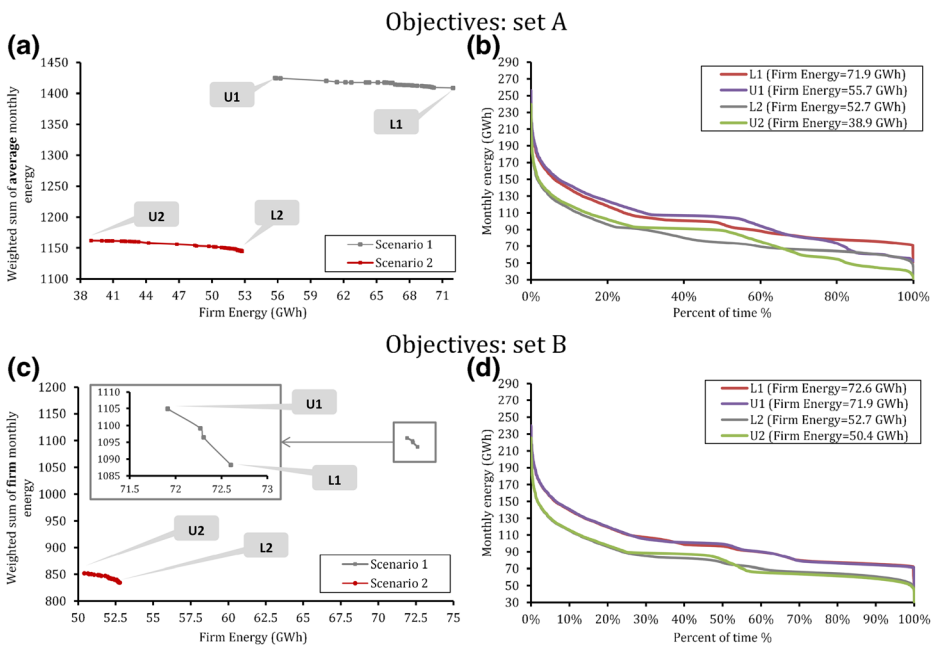 Objectives: set A
(a)
Weighted sum of average monthly
energy
1450
1400
1350
1300
1250
1200
1150
1100
U1
L1
U2
L2
Scenario 1
Scenario 2
38 41 44 47 50 53 56 59 62 65 68 71
Firm Energy (GWh)
(b)
Monthly energy (GWh)
290
270
250
230
210
190
170
150
130
110
90
70
50
30
L1 (Firm Energy=71.9 GWh)
U1 (Firm Energy=55.7 GWh)
L2 (Firm Energy=52.7 GWh)
U2 (Firm Energy=38.9 GWh)
0% 20% 40% 60% 80% 100%
Percent of time %
Objectives: set B
(c)
Weighted sum of firm monthly
energy
1200
1150
1100
1050
1000
950
900
850
800
1110
1105
1100
1095
1090
1085
71.5 72 72.5 73
U1
L1
U2
L2
Scenario 1
Scenario 2
50 52.5 55 57.5 60 62.5 65 67.5 70 72.5 75
Firm Energy (GWh)
(d)
Monthly energy (GWh)
290
270
250
230
210
190
170
150
130
110
90
70
50
30
L1 (Firm Energy=72.6 GWh)
U1 (Firm Energy=71.9 GWh)
L2 (Firm Energy=52.7 GWh)
U2 (Firm Energy=50.4 GWh)
0% 10% 20% 30% 40% 50% 60% 70% 80% 90% 100%
Percent of time %